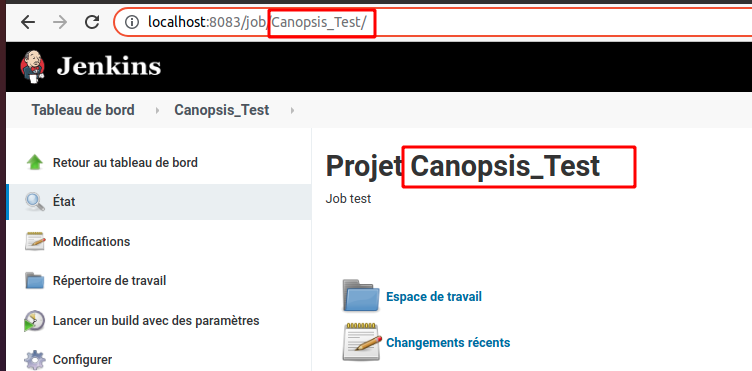 localhost:8083/job/Canopsis_Test/
Jenkins
Tableau de bord Canopsis_Test
Retour au tableau de bord
État
Modifications
Répertoire de travail
Lancer un build avec des paramètres
Configurer
Projet Canopsis_Test
Job test
Espace de travail
Changements récents